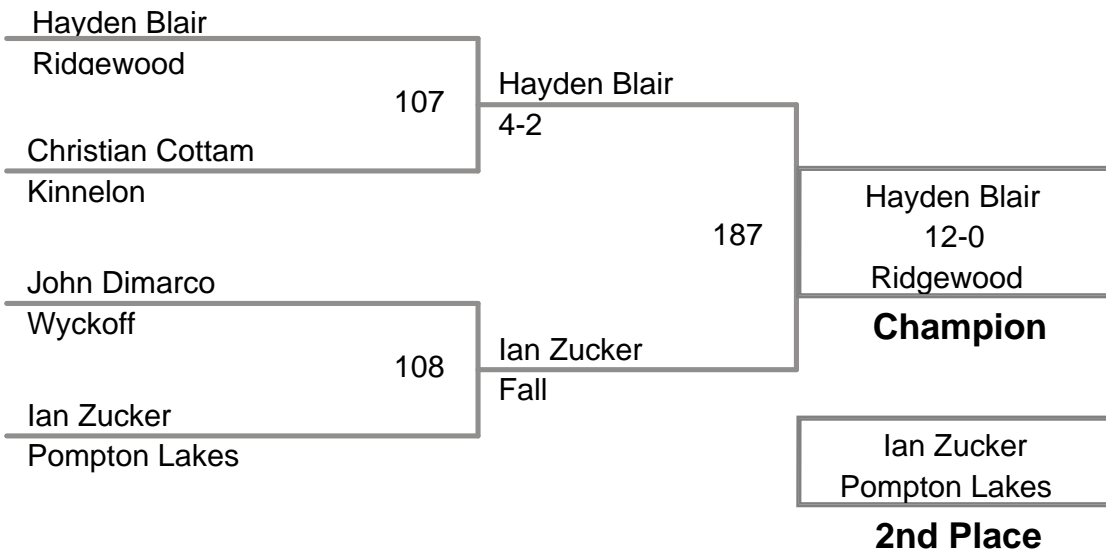 Hayden Blair
Ridgewood
107
Hayden Blair
4-2
Christian Cottam
Kinnelon
187
Hayden Blair
12-0
Ridgewood
Champion
John Dimarco
Wyckoff
108
Ian Zucker
Fall
Ian Zucker
Pompton Lakes
Ian Zucker
Pompton Lakes
2nd Place